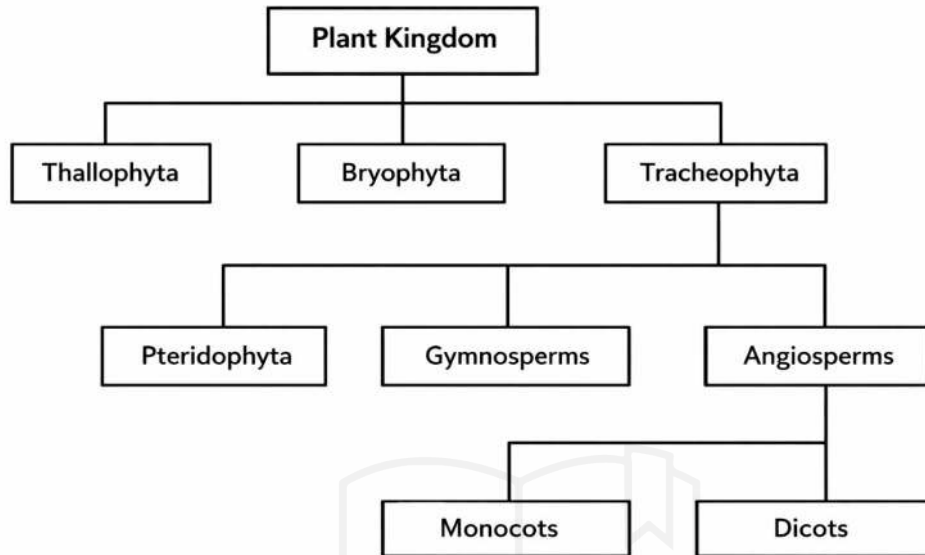 Plant Kingdom
Thallophyta
Bryophyta
Tracheophyta
Pteridophyta
Gymnosperms
Angiosperms
Monocots
Dicots